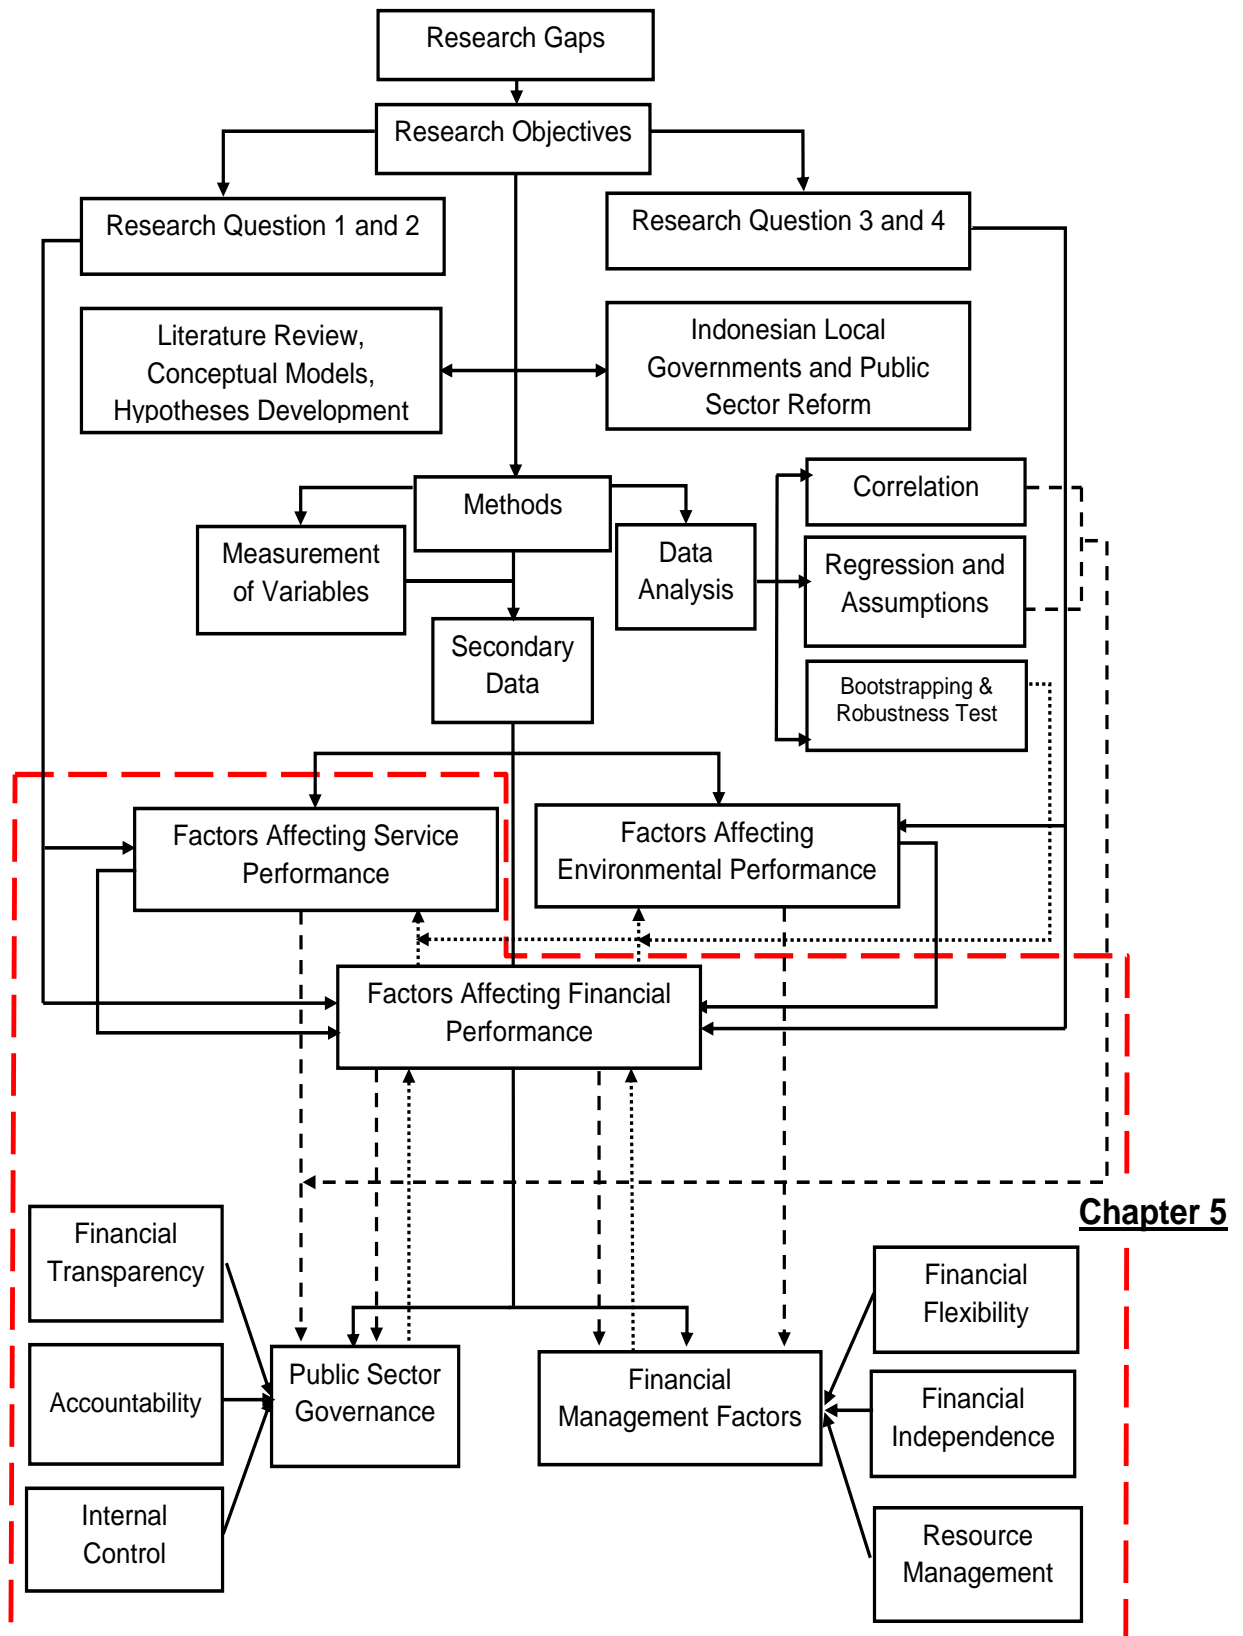 Research Gaps
Research Objectives
Research Question 1 and 2
Research Question 3 and 4
Literature Review,
Conceptual Models,
Hypotheses Development
Indonesian Local
Governments and Public
Sector Reform
Methods
Correlation
Measurement
of Variables
Data
Analysis
Regression and
Assumptions
Secondary
Data
Bootstrapping &
Robustness Test
Factors Affecting Service
Performance
Factors Affecting
Environmental Performance
Factors Affecting Financial
Performance
Chapter 5
Financial
Transparency
Financial
Flexibility
Accountability
Public Sector
Governance
Financial
Management Factors
Financial
Independence
Internal
Control
Resource
Management